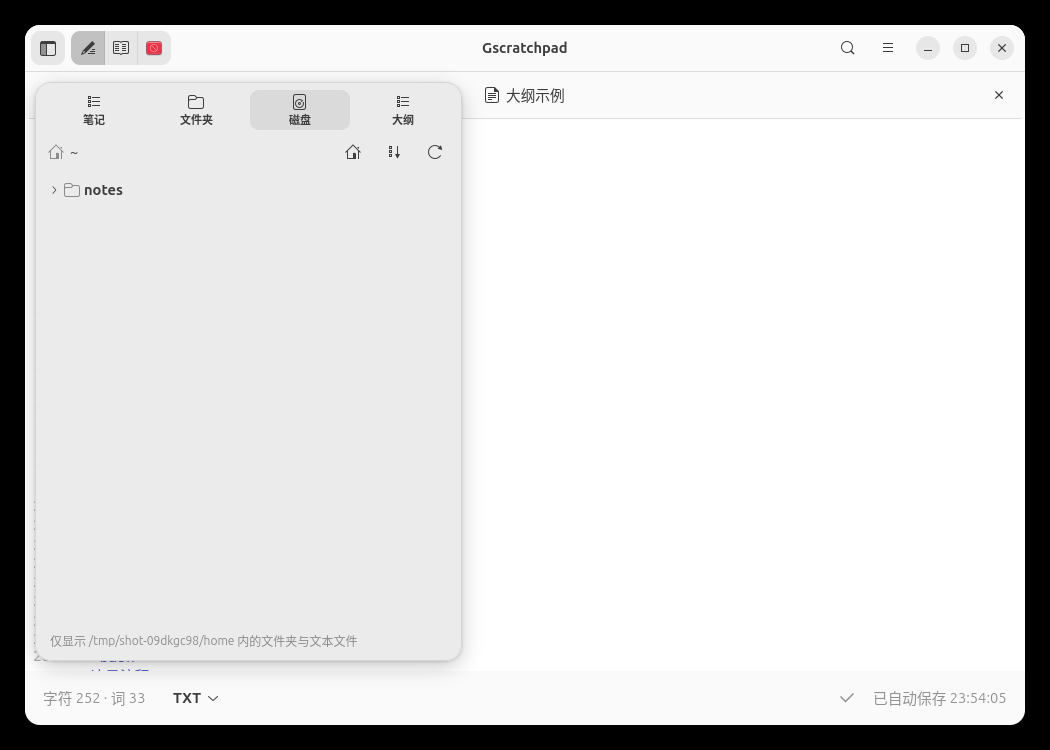 Gscratchpad
笔记 文件夹 磁盘 大纲
大纲示例
~
notes
仅显示 /tmp/shot-09dkgc98/home 内的文件夹与文本文件
字符 252 · 词 33 TXT 已自动保存 23:54:05